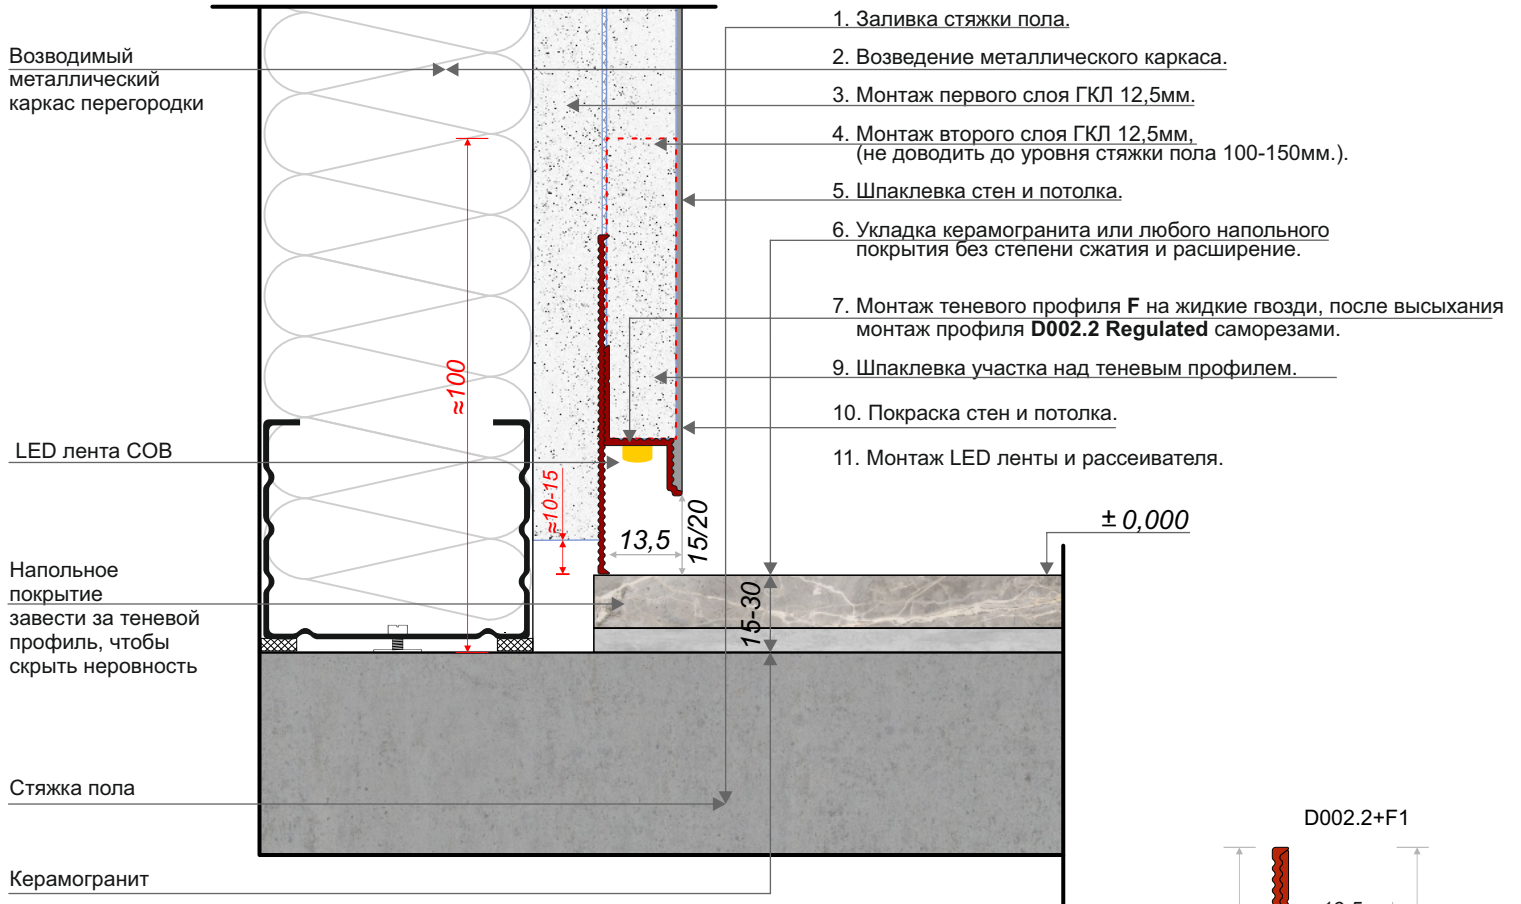 Возводимый
металлический
каркас перегородки
LED лента COB
Напольное
покрытие
завести за теневой
профиль, чтобы
скрыть неровность
Стяжка пола
Керамогранит
1. Заливка стяжки пола.
2. Возведение металлического каркаса.
3. Монтаж первого слоя ГКЛ 12,5мм.
4. Монтаж второго слоя ГКЛ 12,5мм,
(не доводить до уровня стяжки пола 100-150мм.).
5. Шпаклевка стен и потолка.
6. Укладка керамогранита или любого напольного
покрытия без степени сжатия и расширение.
7. Монтаж теневого профиля F на жидкие гвозди, после высыхания
монтаж профиля D002.2 Regulated саморезами.
9. Шпаклевка участка над теневым профилем.
10. Покраска стен и потолка.
11. Монтаж LED ленты и рассеивателя.
≈100
≈10-15
13,5
15/20
15-30
± 0,000
D002.2+F1